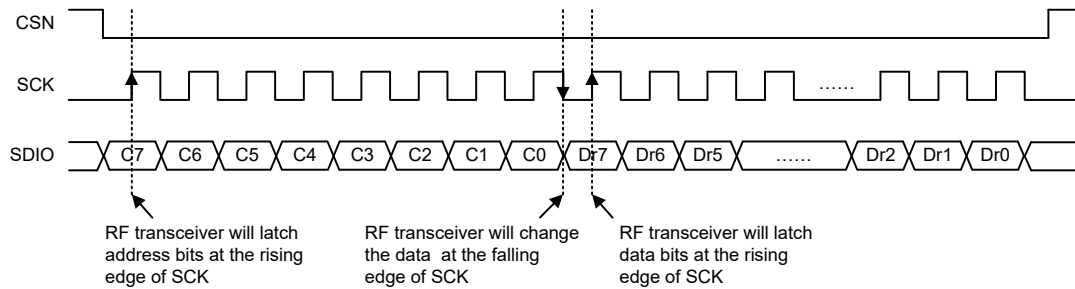 CSN
SCK
......
SDIO
C7 C6 C5 C4 C3 C2 C1 C0 Dr7 Dr6 Dr5 ...... Dr2 Dr1 Dr0
RF transceiver will latch
address bits at the rising
edge of SCK
RF transceiver will change
the data at the falling
edge of SCK
RF transceiver will latch
data bits at the rising
edge of SCK